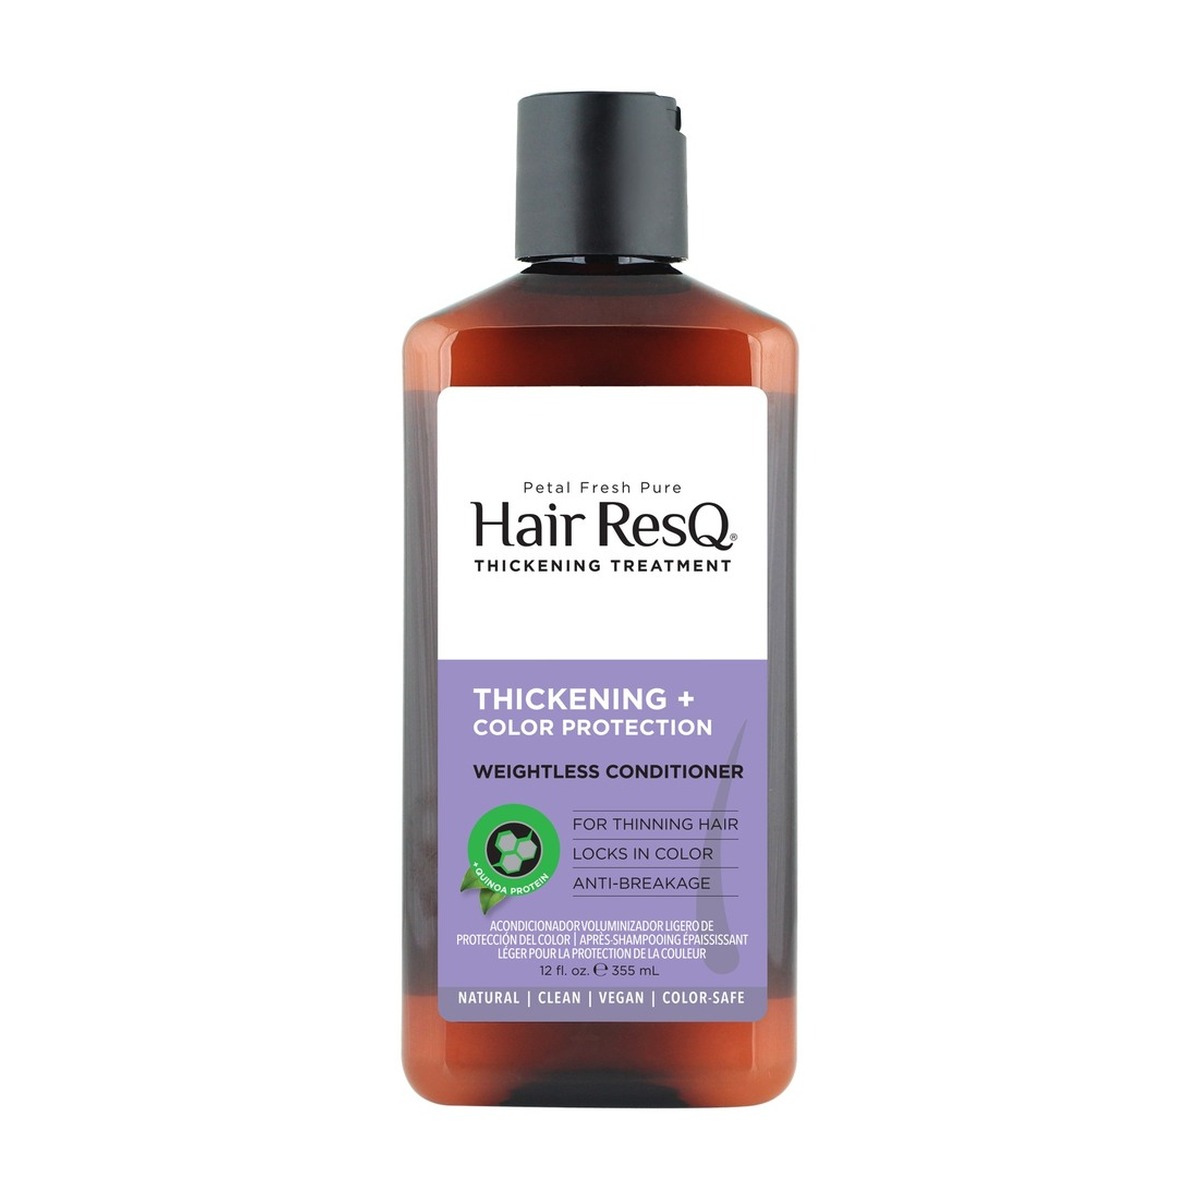 Petal Fresh Pure
Hair ResQ®
THICKENING TREATMENT
THICKENING +
COLOR PROTECTION
WEIGHTLESS CONDITIONER
FOR THINNING HAIR
LOCKS IN COLOR
ANTI-BREAKAGE
+ QUINOA PROTEIN
ACONDICIONADOR VOLUMINIZADOR LIGERO DE
PROTECCIÓN DEL COLOR | APRÈS-SHAMPOOING ÉPAISSISSANT
LÉGER POUR LA PROTECTION DE LA COULEUR
12 fl. oz. ℮ 355 mL
NATURAL | CLEAN | VEGAN | COLOR-SAFE